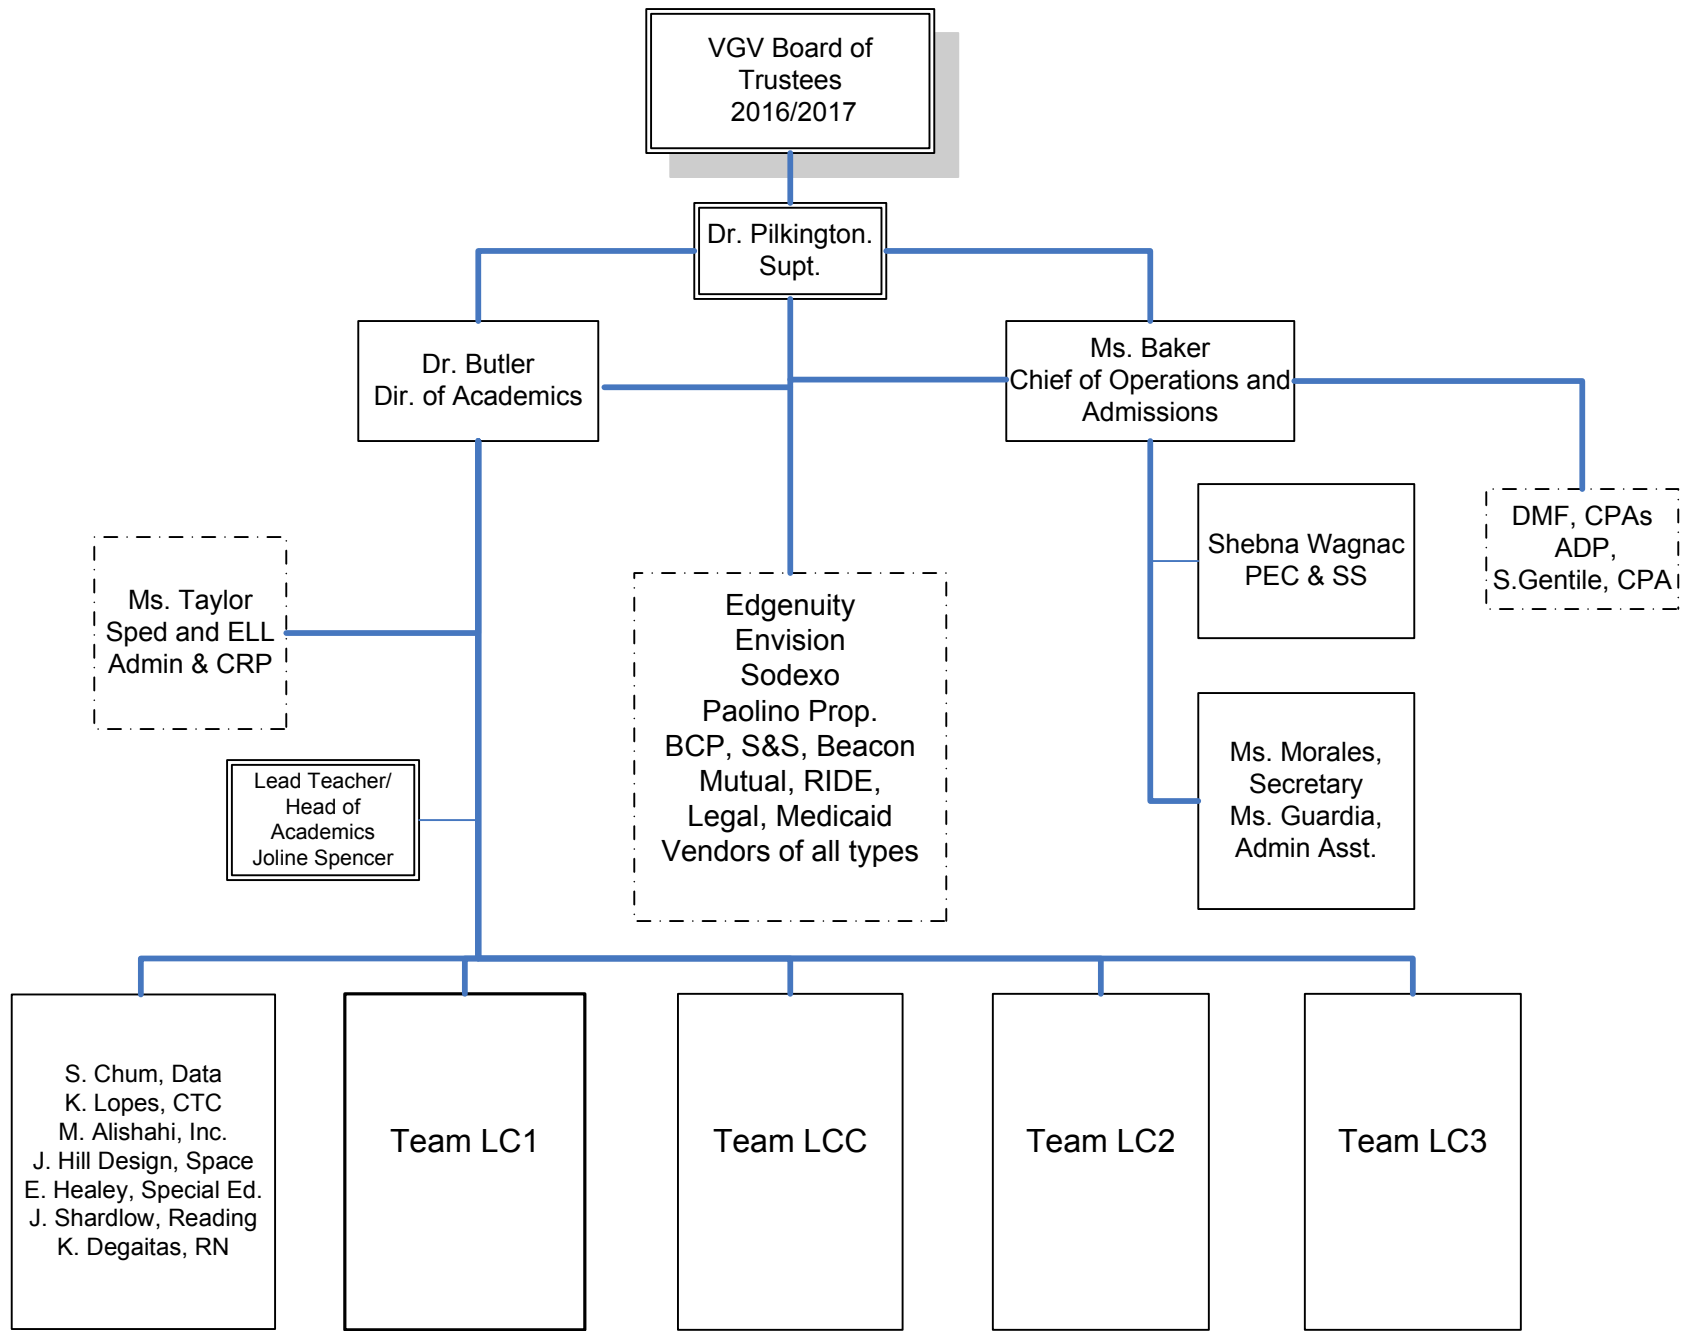 VGV Board of
Trustees
2016/2017
Dr. Pilkington.
Supt.
Dr. Butler
Dir. of Academics
Ms. Baker
Chief of Operations and
Admissions
Shebna Wagnac
PEC & SS
DMF, CPAs
ADP,
S.Gentile, CPA
Ms. Taylor
Sped and ELL
Admin & CRP
Edgenuity
Envision
Sodexo
Paolino Prop.
BCP, S&S, Beacon
Mutual, RIDE,
Legal, Medicaid
Vendors of all types
Ms. Morales,
Secretary
Ms. Guardia,
Admin Asst.
Lead Teacher/
Head of
Academics
Joline Spencer
S. Chum, Data
K. Lopes, CTC
M. Alishahi, Inc.
J. Hill Design, Space
E. Healey, Special Ed.
J. Shardlow, Reading
K. Degaitas, RN
Team LC1
Team LCC
Team LC2
Team LC3